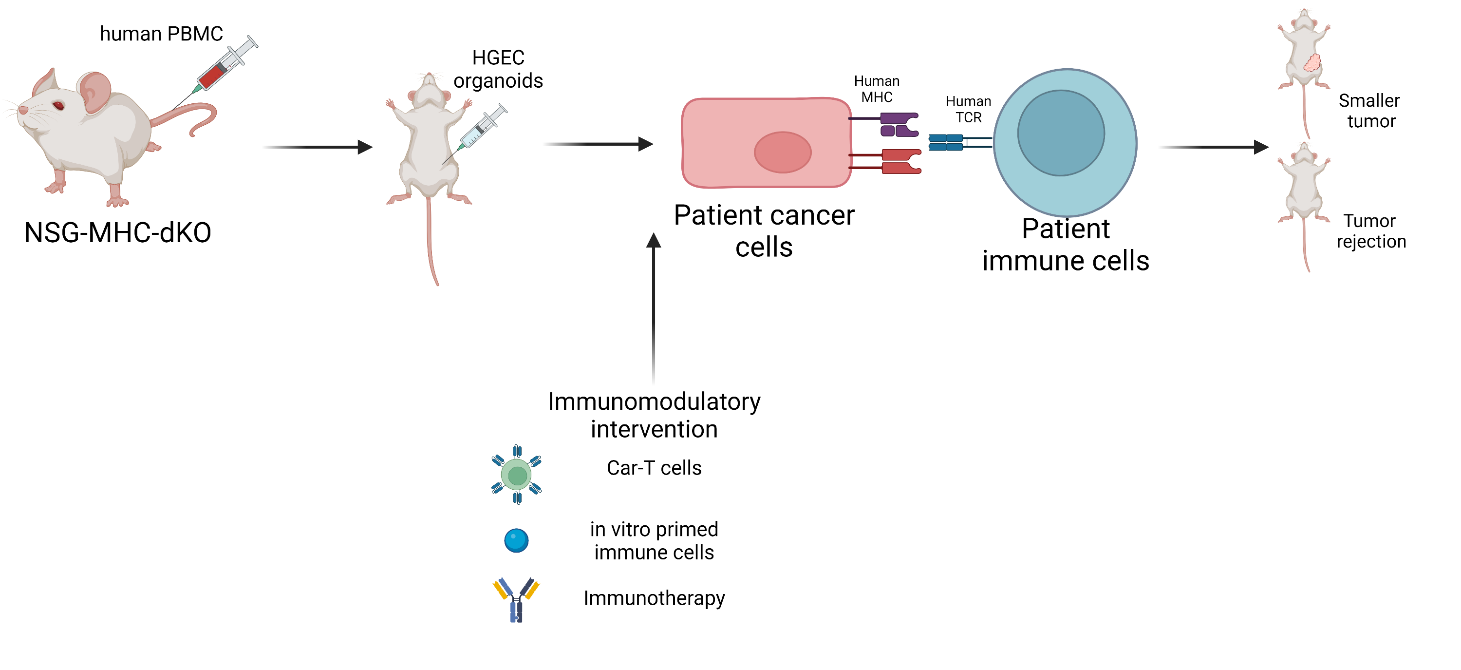 human PBMC
NSG-MHC-dKO
HGEC
organoids
Human
MHC
Human
TCR
Patient cancer
cells
Patient
immune cells
Smaller
tumor
Tumor
rejection
Immunomodulatory
intervention
Car-T cells
in vitro primed
immune cells
Immunotherapy